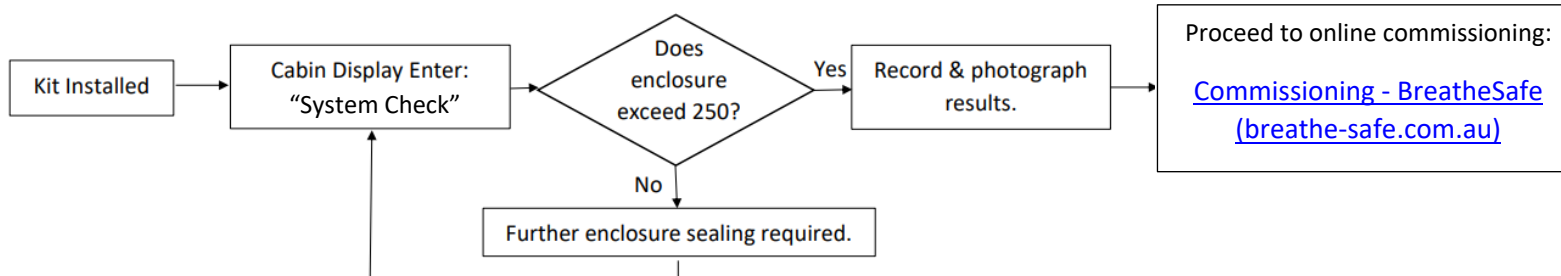 Kit Installed
Cabin Display Enter:
“System Check”
Does
enclosure
exceed 250?
Yes
Record & photograph
results.
Proceed to online commissioning:
Commissioning - BreatheSafe
(breathe-safe.com.au)
No
Further enclosure sealing required.